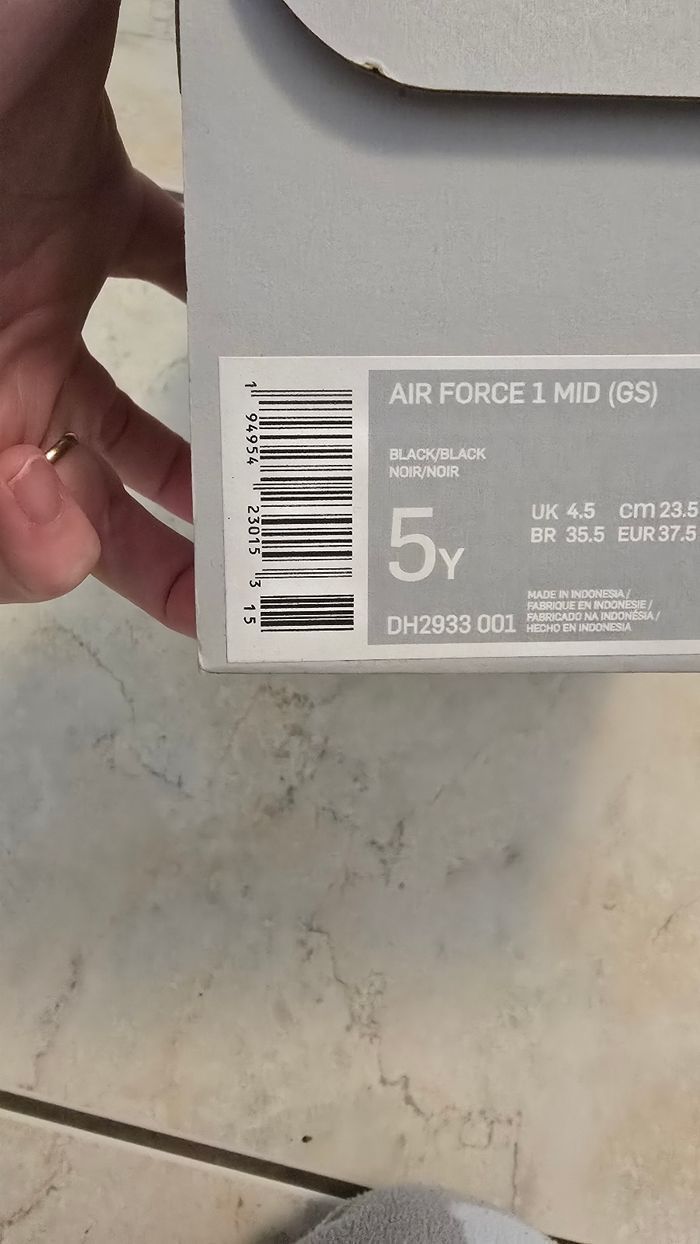 AIR FORCE 1 MID (GS)
BLACK/BLACK
NOIR/NOIR
5Y
UK 4.5 cm 23.5
BR 35.5 EUR 37.5
DH2933 001
MADE IN INDONESIA /
FABRIQUE EN INDONESIE /
FABRICADO NA INDONÉSIA /
HECHO EN INDONESIA
1 94954 23015 3 15